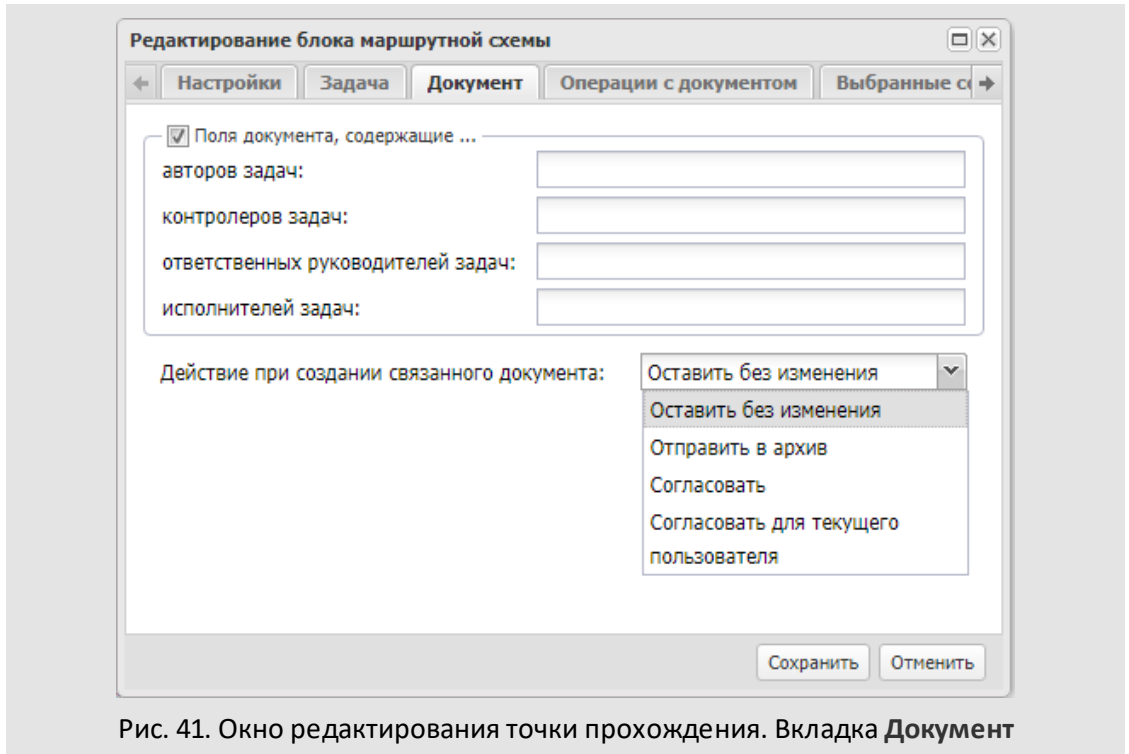 Редактирование блока маршрутной схемы
Настройки Задача Документ Операции с документом Выбранные
Поля документа, содержащие ...
авторов задач:
контролеров задач:
ответственных руководителей задач:
исполнителей задач:
Действие при создании связанного документа: Оставить без изменения
Оставить без изменения
Отправить в архив
Согласовать
Согласовать для текущего
пользователя
Сохранить Отменить
Рис. 41. Окно редактирования точки прохождения. Вкладка Документ